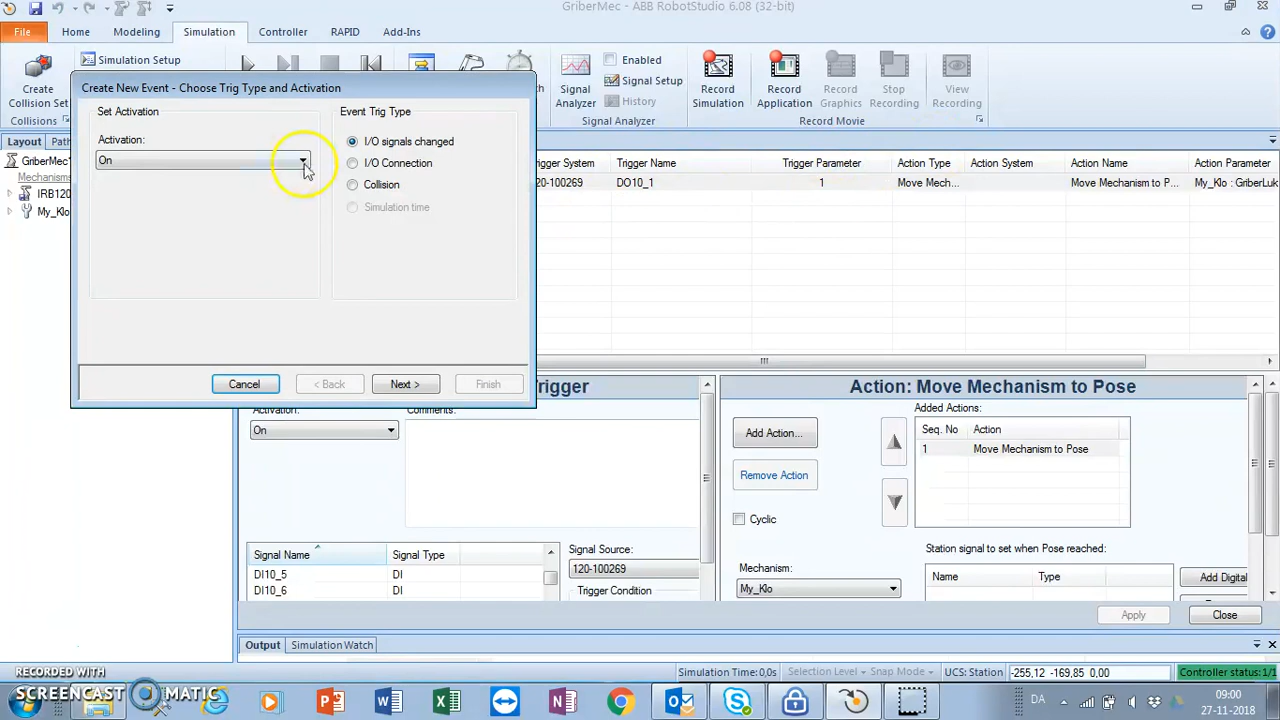 GriberMec - ABB RobotStudio 6.08 (32-bit)
File Home Modeling Simulation Controller RAPID Add-Ins
Create
Collision Set
Collisions
Simulation Setup
Signal
Analyzer
Enabled
Signal Setup
History
Signal Analyzer
Record
Simulation
Record
Application
Record
Graphics
Stop
Recording
View
Recording
Record Movie
Layout
GriberMec
Mechanisms
IRB120
My_Klo
Create New Event - Choose Trig Type and Activation
Set Activation
Activation:
On
Event Trig Type
I/O signals changed
I/O Connection
Collision
Simulation time
Cancel < Back Next > Finish
Trigger Name Trigger Parameter Action Type Action System Action Name Action Parameter
20-100269 DO10_1 1 Move Mech... Move Mechanism to P... My_Klo : GriberLuk
Trigger
Activation:
On
Comments:
Signal Name Signal Type
DI10_5 DI
DI10_6 DI
Signal Source:
120-100269
Trigger Condition
Action: Move Mechanism to Pose
Add Action...
Remove Action
Cyclic
Added Actions:
Seq. No Action
1 Move Mechanism to Pose
Mechanism:
My_Klo
Station signal to set when Pose reached:
Name Type
Add Digital
Apply Close
Output Simulation Watch
Simulation Time: 0,0s Selection Level Snap Mode UCS: Station -255,12 -169,85 0,00 Controller status: 1/1
RECORDED WITH
SCREENCAST MATIC
DA
09:00
27-11-2018